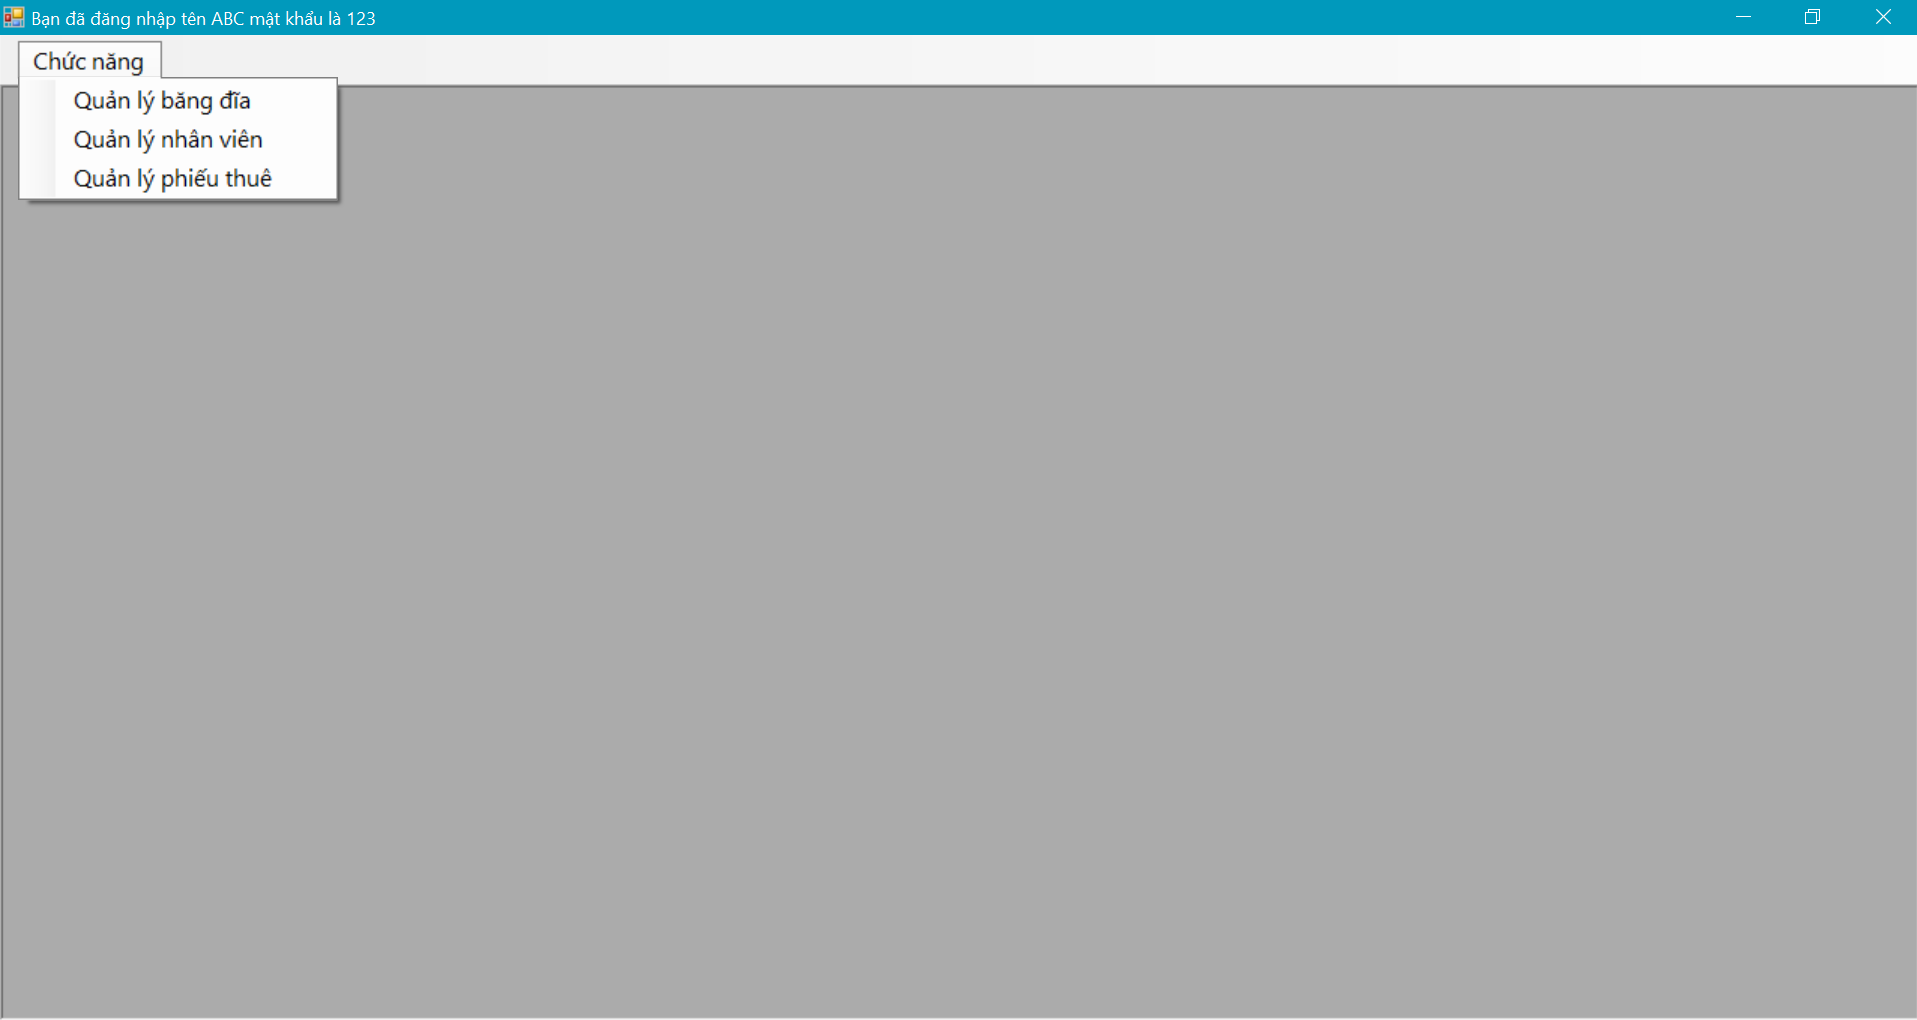 Bạn đã đăng nhập tên ABC mật khẩu là 123
Chức năng
Quản lý băng đĩa
Quản lý nhân viên
Quản lý phiếu thuê